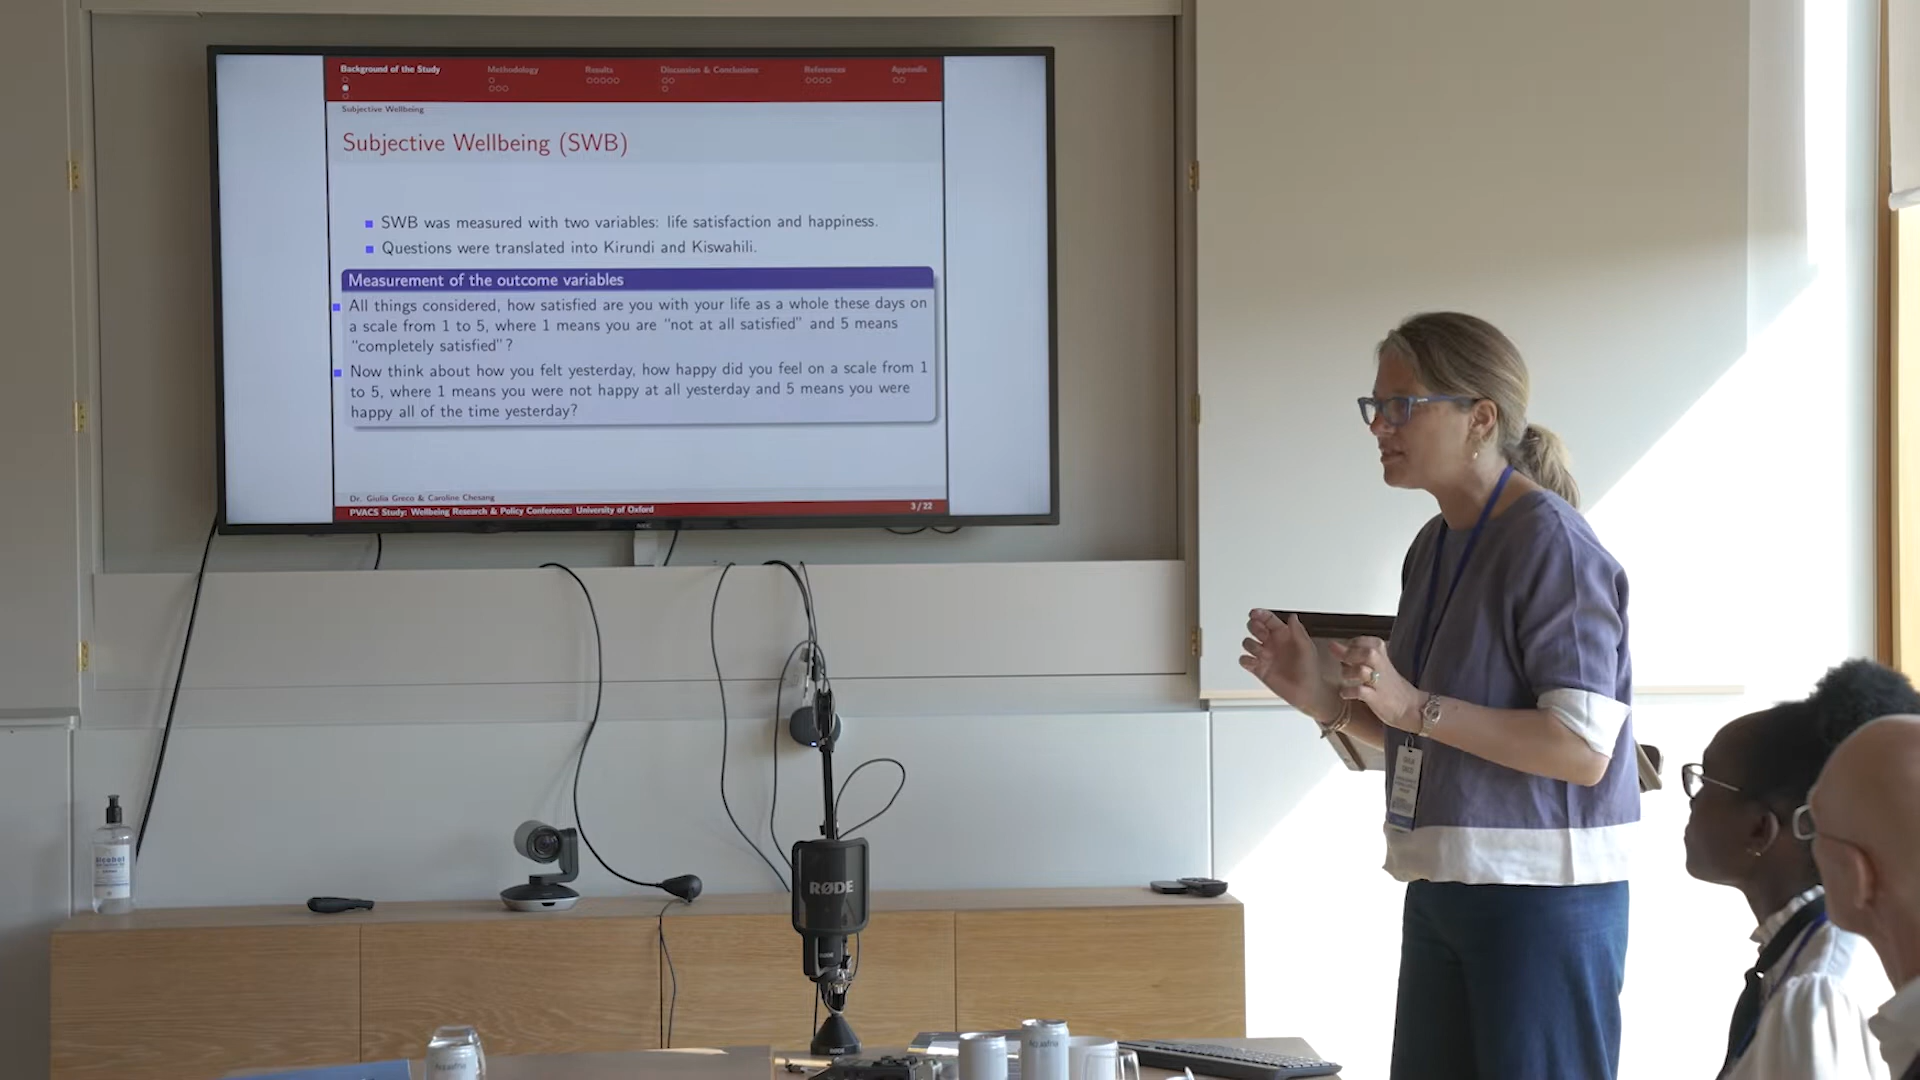 Background of the Study
Methodology
Results
Discussion & Conclusions
References
Appendix
Subjective Wellbeing
Subjective Wellbeing (SWB)
SWB was measured with two variables: life satisfaction and happiness.
Questions were translated into Kirundi and Kiswahili.
Measurement of the outcome variables
All things considered, how satisfied are you with your life as a whole these days on
a scale from 1 to 5, where 1 means you are "not at all satisfied" and 5 means
"completely satisfied"?
Now think about how you felt yesterday, how happy did you feel on a scale from 1
to 5, where 1 means you were not happy at all yesterday and 5 means you were
happy all of the time yesterday?
Dr. Giulia Greco & Caroline Chesang
PVACS Study: Wellbeing Research & Policy Conference: University of Oxford
3 / 22
NEC
GIULIA
GRECO
Alcohol
RØDE